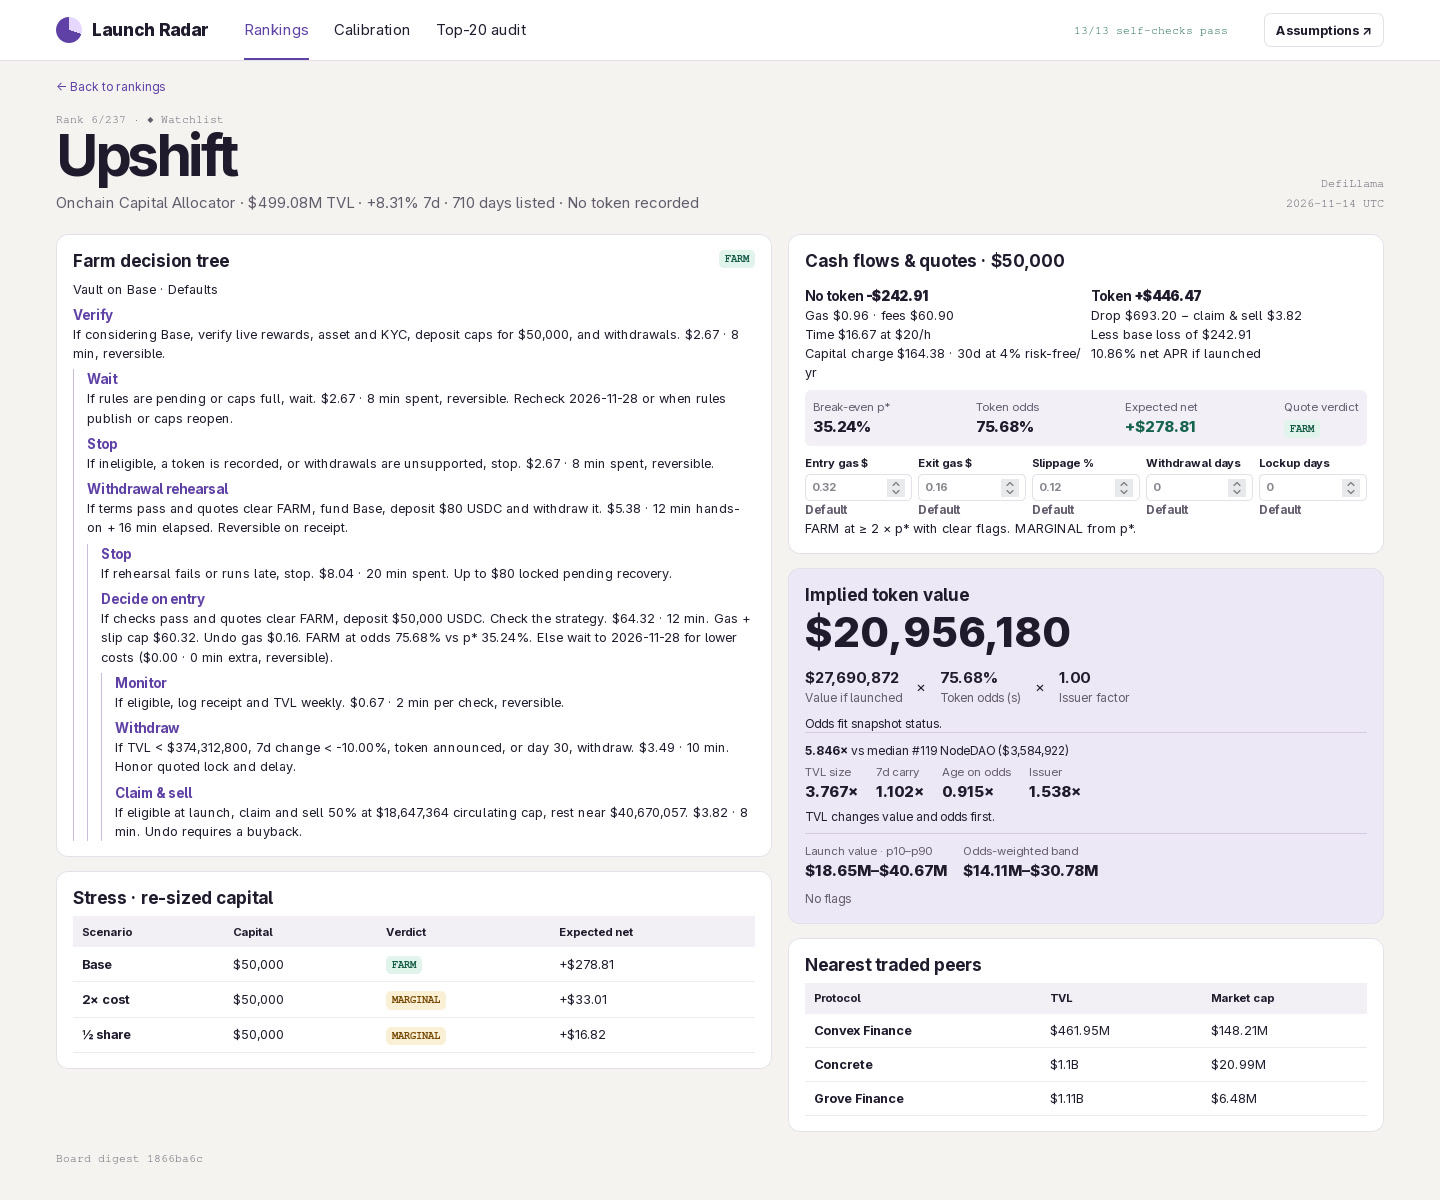 Launch Radar
Rankings
Calibration
Top-20 audit
13/13 self-checks pass
Assumptions ↗
← Back to rankings
Rank 6/237 · ◆ Watchlist
Upshift
Onchain Capital Allocator · $499.08M TVL · +8.31% 7d · 710 days listed · No token recorded
DefiLlama
2026-11-14 UTC
Farm decision tree
FARM
Vault on Base · Defaults
Verify
If considering Base, verify live rewards, asset and KYC, deposit caps for $50,000, and withdrawals. $2.67 · 8
min, reversible.
Wait
If rules are pending or caps full, wait. $2.67 · 8 min spent, reversible. Recheck 2026-11-28 or when rules
publish or caps reopen.
Stop
If ineligible, a token is recorded, or withdrawals are unsupported, stop. $2.67 · 8 min spent, reversible.
Withdrawal rehearsal
If terms pass and quotes clear FARM, fund Base, deposit $80 USDC and withdraw it. $5.38 · 12 min hands-
on + 16 min elapsed. Reversible on receipt.
Stop
If rehearsal fails or runs late, stop. $8.04 · 20 min spent. Up to $80 locked pending recovery.
Decide on entry
If checks pass and quotes clear FARM, deposit $50,000 USDC. Check the strategy. $64.32 · 12 min. Gas +
slip cap $60.32. Undo gas $0.16. FARM at odds 75.68% vs p* 35.24%. Else wait to 2026-11-28 for lower
costs ($0.00 · 0 min extra, reversible).
Monitor
If eligible, log receipt and TVL weekly. $0.67 · 2 min per check, reversible.
Withdraw
If TVL < $374,312,800, 7d change < -10.00%, token announced, or day 30, withdraw. $3.49 · 10 min.
Honor quoted lock and delay.
Claim & sell
If eligible at launch, claim and sell 50% at $18,647,364 circulating cap, rest near $40,670,057. $3.82 · 8
min. Undo requires a buyback.
Stress · re-sized capital
Scenario Capital Verdict Expected net
Base $50,000 FARM +$278.81
2× cost $50,000 MARGINAL +$33.01
½ share $50,000 MARGINAL +$16.82
Cash flows & quotes · $50,000
No token -$242.91
Gas $0.96 · fees $60.90
Time $16.67 at $20/h
Capital charge $164.38 · 30d at 4% risk-free/
yr
Token +$446.47
Drop $693.20 − claim & sell $3.82
Less base loss of $242.91
10.86% net APR if launched
Break-even p* Token odds Expected net Quote verdict
35.24% 75.68% +$278.81 FARM
Entry gas $ Exit gas $ Slippage % Withdrawal days Lockup days
0.32 0.16 0.12 0 0
Default Default Default Default Default
FARM at ≥ 2 × p* with clear flags. MARGINAL from p*.
Implied token value
$20,956,180
$27,690,872 × 75.68% × 1.00
Value if launched Token odds (s) Issuer factor
Odds fit snapshot status.
5.846× vs median #119 NodeDAO ($3,584,922)
TVL size 7d carry Age on odds Issuer
3.767× 1.102× 0.915× 1.538×
TVL changes value and odds first.
Launch value · p10–p90 Odds-weighted band
$18.65M–$40.67M $14.11M–$30.78M
No flags
Nearest traded peers
Protocol TVL Market cap
Convex Finance $461.95M $148.21M
Concrete $1.1B $20.99M
Grove Finance $1.11B $6.48M
Board digest 1866ba6c